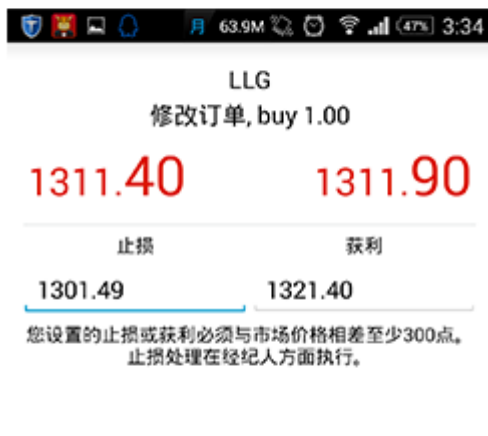 月 63.9M 47% 3:34
LLG
修改订单, buy 1.00
1311.40 1311.90
止损 获利
1301.49 1321.40
您设置的止损或获利必须与市场价格相差至少300点。
止损处理在经纪人方面执行。